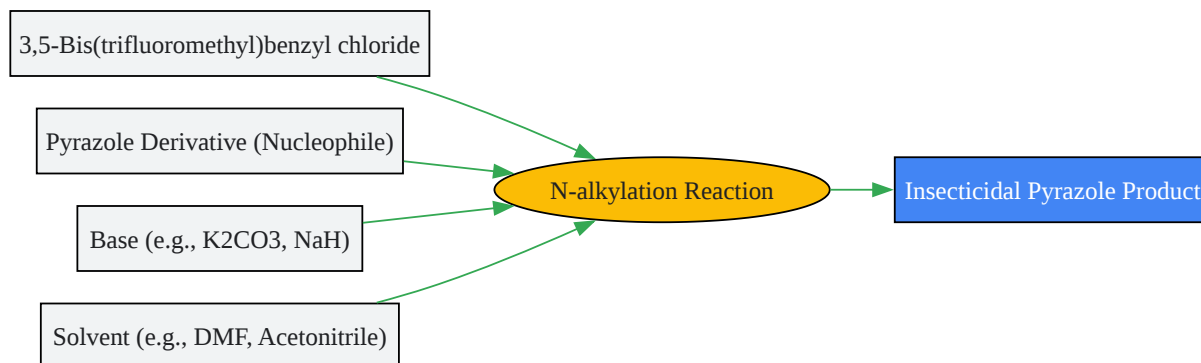 3,5-Bis(trifluoromethyl)benzyl chloride
Pyrazole Derivative (Nucleophile)
Base (e.g., K2CO3, NaH)
Solvent (e.g., DMF, Acetonitrile)
N-alkylation Reaction
Insecticidal Pyrazole Product